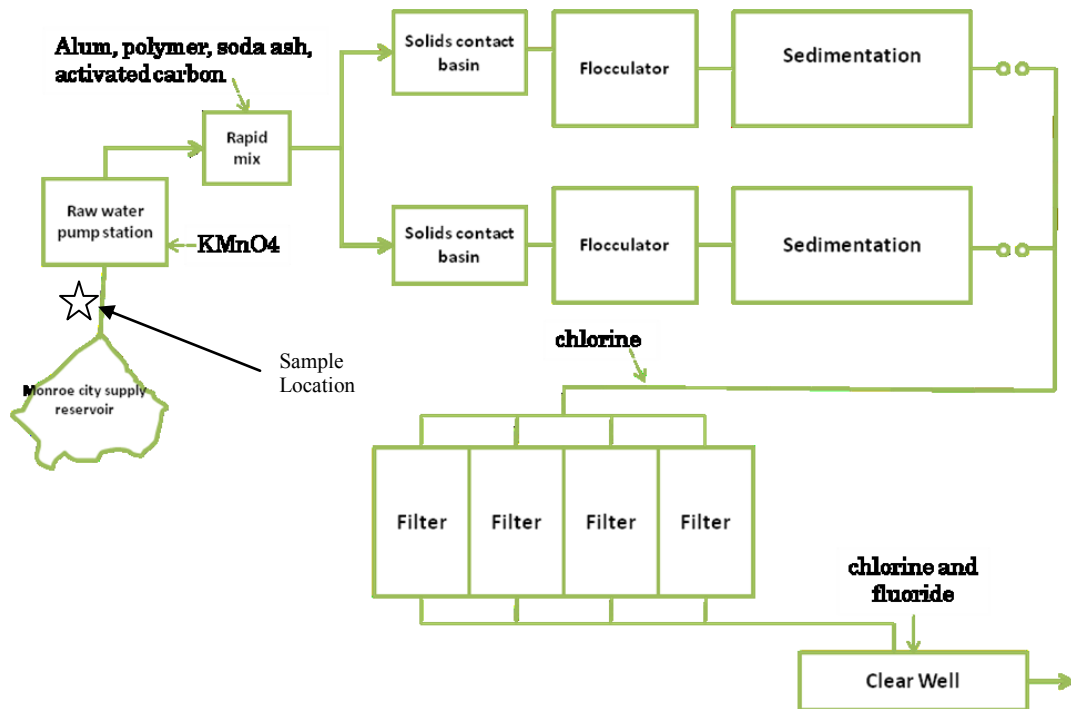 Alum, polymer, soda ash,
activated carbon
Solids contact
basin
Flocculator
Sedimentation
Rapid
mix
Raw water
pump station
KMnO4
Solids contact
basin
Flocculator
Sedimentation
Sample
Location
Monroe city supply
reservoir
chlorine
Filter
Filter
Filter
Filter
chlorine and
fluoride
Clear Well